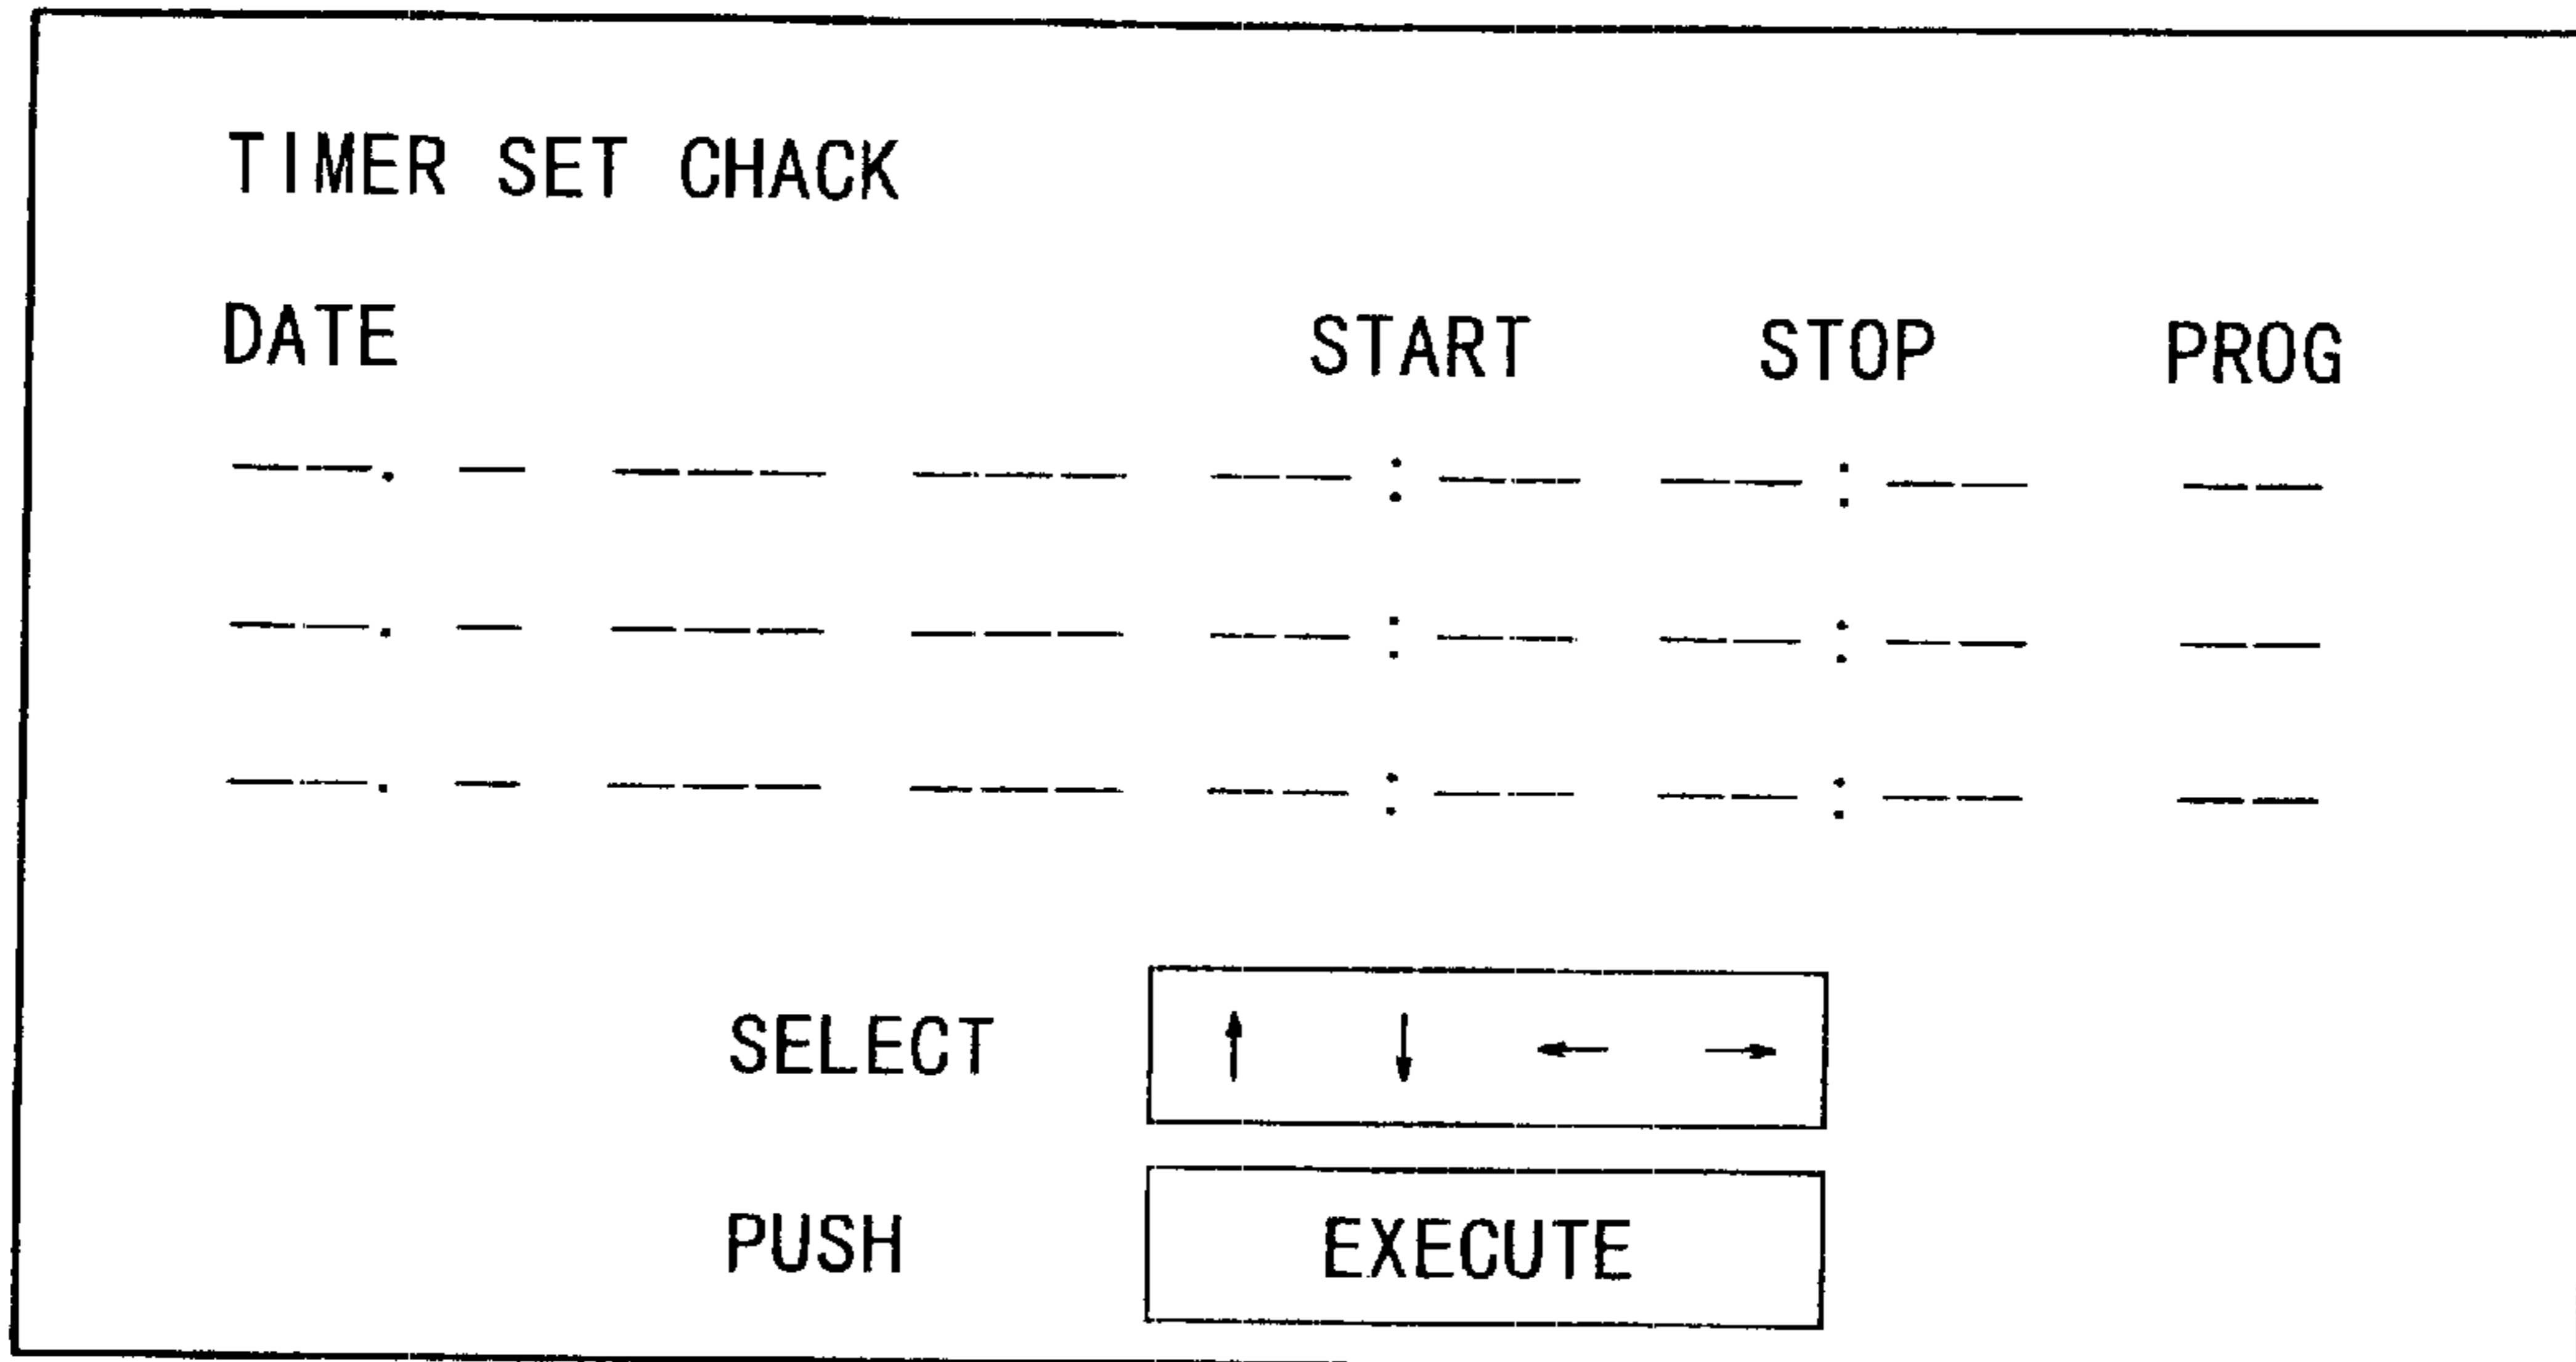 TIMER SET CHACK
DATE START STOP PROG
--. - --- --- --:-- --:-- --
--. - --- --- --:-- --:-- --
--. - --- --- --:-- --:-- --
SELECT ↑ ↓ ← →
PUSH EXECUTE